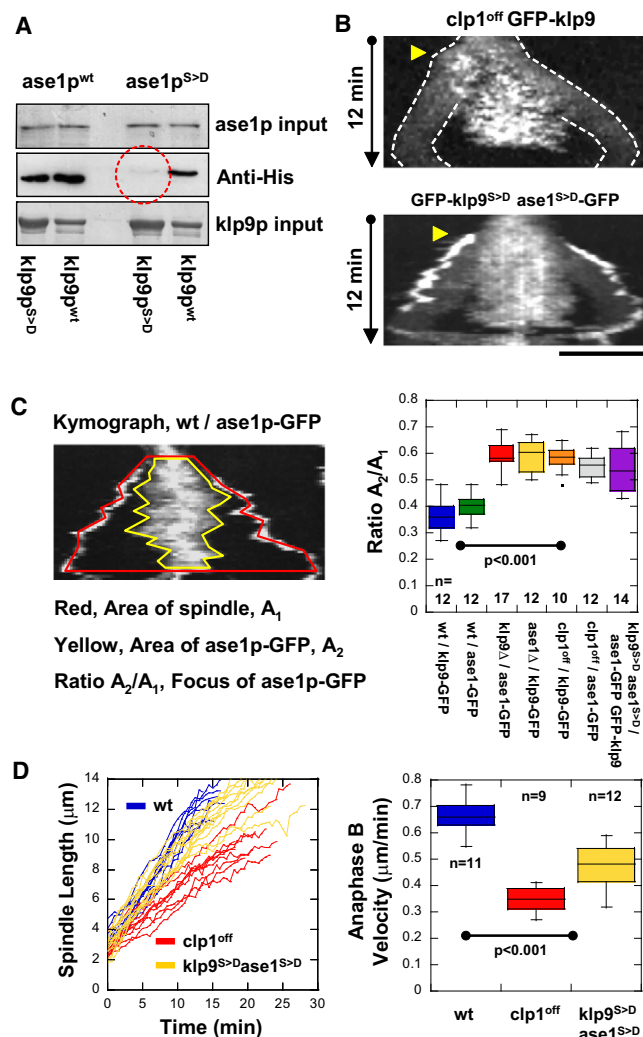 A
ase1p^wt
ase1p^S>D
ase1p input
Anti-His
klp9p input
klp9p^S>D
klp9p^wt
klp9p^S>D
klp9p^wt
B
clp1^off GFP-klp9
12 min
GFP-klp9^S>D ase1^S>D-GFP
12 min
C
Kymograph, wt / ase1p-GFP
Red, Area of spindle, A₁
Yellow, Area of ase1p-GFP, A₂
Ratio A₂/A₁, Focus of ase1p-GFP
Ratio A₂/A₁
0.8
0.7
0.6
0.5
0.4
0.3
0.2
0.1
0
p<0.001
n=
12 12 17 12 10 12 14
wt / klp9-GFP
wt / ase1-GFP
klp9Δ / ase1-GFP
ase1Δ / klp9-GFP
clp1^off / klp9-GFP
clp1^off / ase1-GFP
klp9^S>D ase1^S>D /
ase1-GFP GFP-klp9
D
Spindle Length (μm)
14
12
10
8
6
4
2
0
wt
clp1^off
klp9^S>D ase1^S>D
0 5 10 15 20 25 30
Time (min)
Anaphase B
Velocity (μm/min)
0.8
0.7
0.6
0.5
0.4
0.3
0.2
0.1
0
n=9
n=12
n=11
p<0.001
wt
clp1^off
klp9^S>D
ase1^S>D